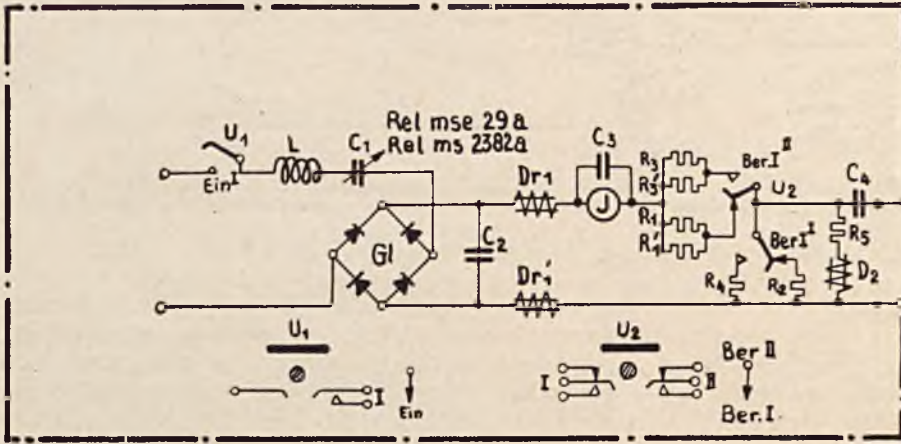 Rel mse 29a
Rel ms 2382a
U₁
L
C₁
Ein I
C₃
J
Dr₁
R₃
R₃'
R₁
R₁'
Ber.I II
U₂
C₄
Gl
C₂
Ber I I
R₅
R₄
R₂
D₂
Dr₁'
U₁
U₂
Ber II
I
I
II
Ein
Ber. I.